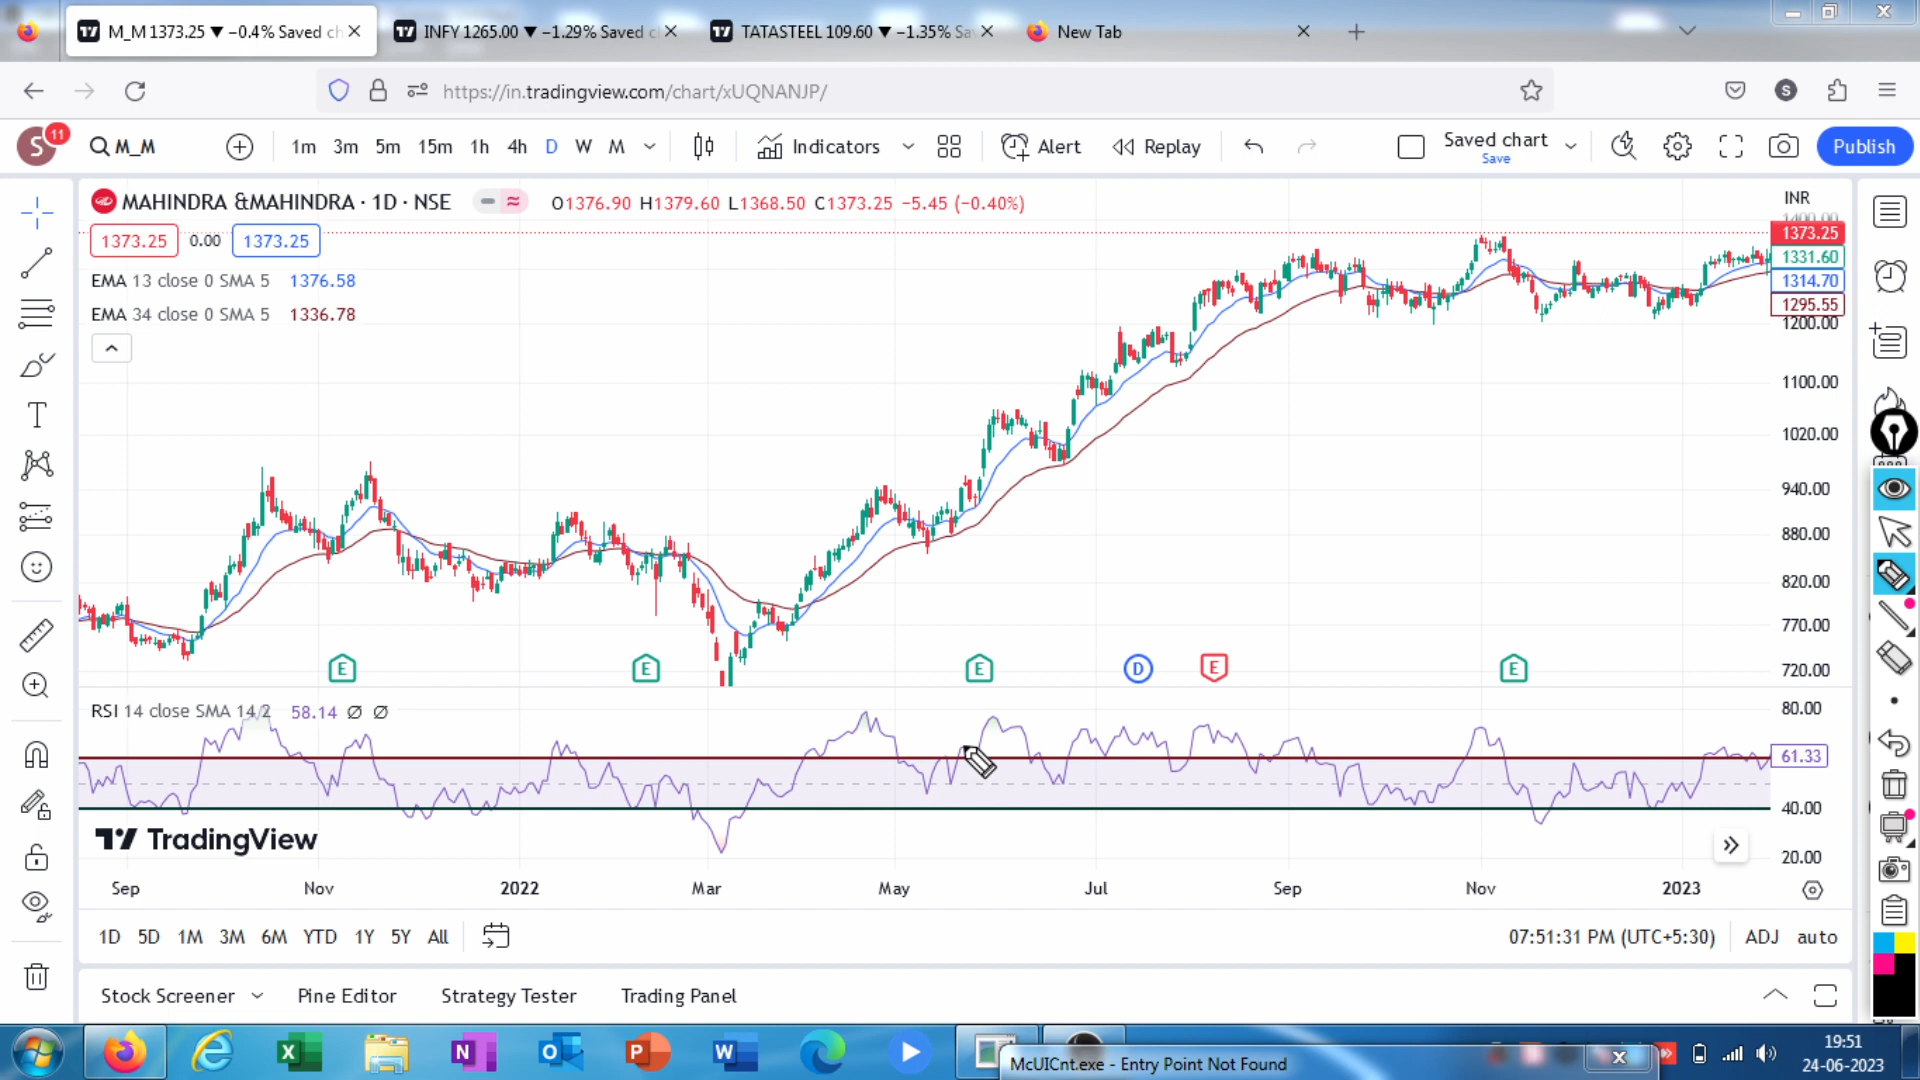 M_M 1373.25 ▼ −0.4% Saved ch
INFY 1265.00 ▼ −1.29% Saved c
TATASTEEL 109.60 ▼ −1.35% Sa
New Tab
https://in.tradingview.com/chart/xUQNANJP/
S
S 11
M_M
1m 3m 5m 15m 1h 4h D W M
Indicators
Alert
Replay
Saved chart
Save
Publish
MAHINDRA &MAHINDRA · 1D · NSE
O1376.90 H1379.60 L1368.50 C1373.25 −5.45 (−0.40%)
INR
1373.25 0.00 1373.25
EMA 13 close 0 SMA 5 1376.58
EMA 34 close 0 SMA 5 1336.78
1400.00
1373.25
1331.60
1314.70
1295.55
1200.00
1100.00
1020.00
940.00
880.00
820.00
770.00
720.00
E E E D E E
RSI 14 close SMA 14 2 58.14 Ø Ø
80.00
61.33
40.00
20.00
TradingView
Sep Nov 2022 Mar May Jul Sep Nov 2023
1D 5D 1M 3M 6M YTD 1Y 5Y All
07:51:31 PM (UTC+5:30) ADJ auto
Stock Screener Pine Editor Strategy Tester Trading Panel
McUICnt.exe - Entry Point Not Found
19:51
24-06-2023